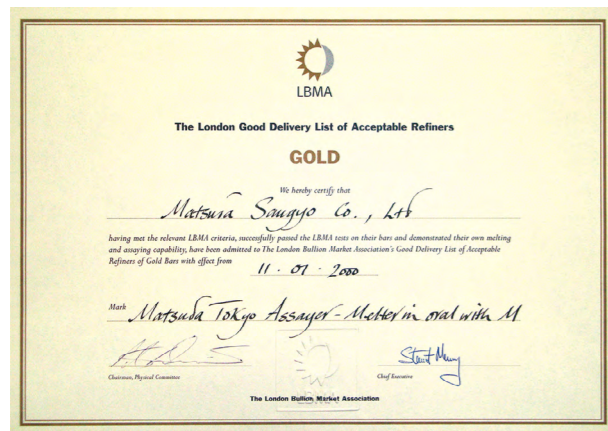 LBMA
The London Good Delivery List of Acceptable Refiners
GOLD
We hereby certify that
Matsuda Sangyo Co., Ltd
having met the relevant LBMA criteria, successfully passed the LBMA tests on their bars and demonstrated their own melting
and assaying capability, have been admitted to The London Bullion Market Association's Good Delivery List of Acceptable
Refiners of Gold Bars with effect from
11 · 01 · 2000
Mark Matsuda Tokyo Assayer - Melter in oval with M
Chairman, Physical Committee
Chief Executive
The London Bullion Market Association